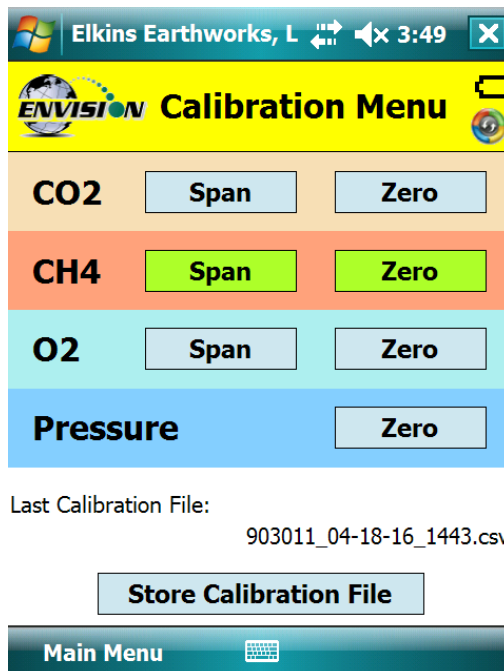 Elkins Earthworks, L 3:49
ENVISION Calibration Menu
CO2 Span Zero
CH4 Span Zero
O2 Span Zero
Pressure Zero
Last Calibration File:
903011_04-18-16_1443.csv
Store Calibration File
Main Menu